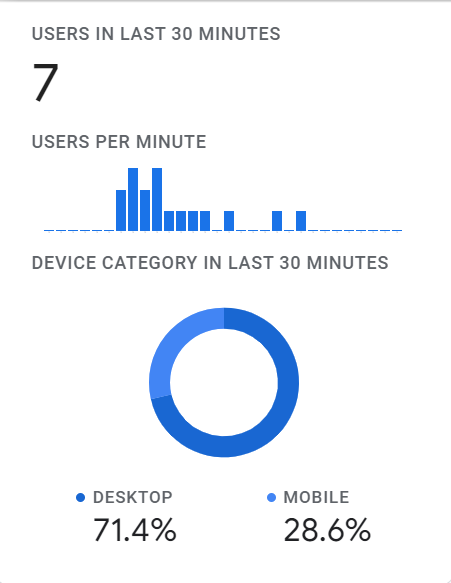 USERS IN LAST 30 MINUTES
7
USERS PER MINUTE
DEVICE CATEGORY IN LAST 30 MINUTES
DESKTOP MOBILE
71.4% 28.6%